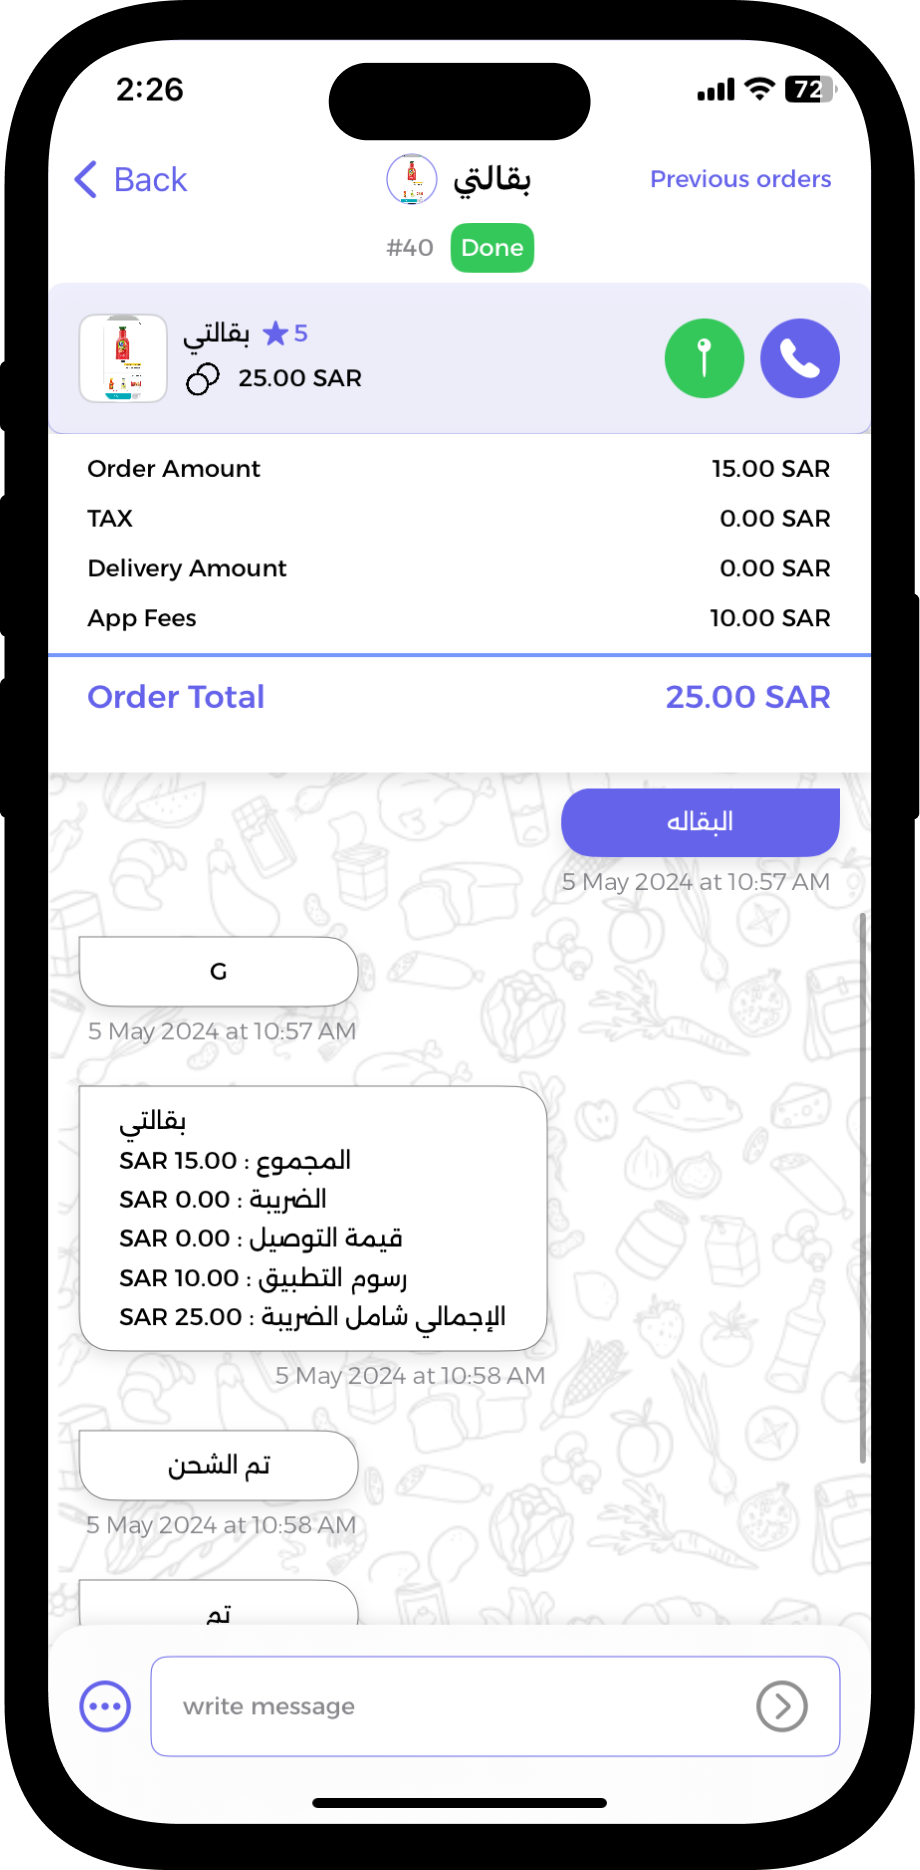 2:26
72
Back
بقالتي
Previous orders
#40
Done
بقالتي
5
25.00 SAR
Order Amount
15.00 SAR
TAX
0.00 SAR
Delivery Amount
0.00 SAR
App Fees
10.00 SAR
Order Total
25.00 SAR
البقاله
5 May 2024 at 10:57 AM
G
5 May 2024 at 10:57 AM
بقالتي
المجموع : 15.00 SAR
الضريبة : 0.00 SAR
قيمة التوصيل : 0.00 SAR
رسوم التطبيق : 10.00 SAR
الإجمالي شامل الضريبة : 25.00 SAR
5 May 2024 at 10:58 AM
تم الشحن
5 May 2024 at 10:58 AM
تم
write message